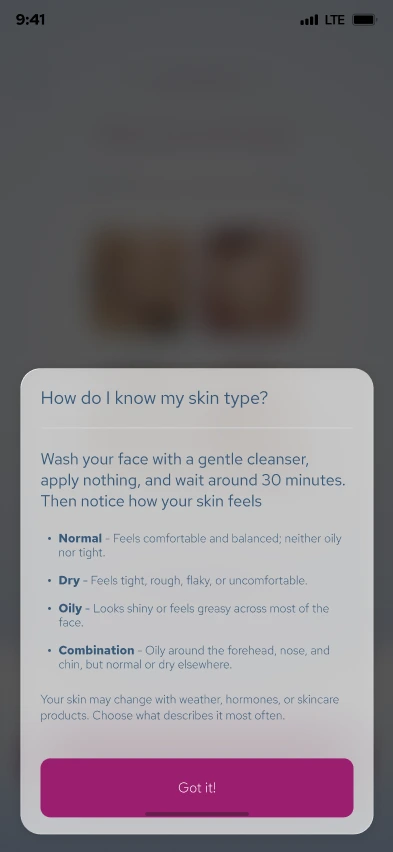 9:41
LTE
How do I know my skin type?
Wash your face with a gentle cleanser,
apply nothing, and wait around 30 minutes.
Then notice how your skin feels
• Normal - Feels comfortable and balanced; neither oily
nor tight.
• Dry - Feels tight, rough, flaky, or uncomfortable.
• Oily - Looks shiny or feels greasy across most of the
face.
• Combination - Oily around the forehead, nose, and
chin, but normal or dry elsewhere.
Your skin may change with weather, hormones, or skincare
products. Choose what describes it most often.
Got it!